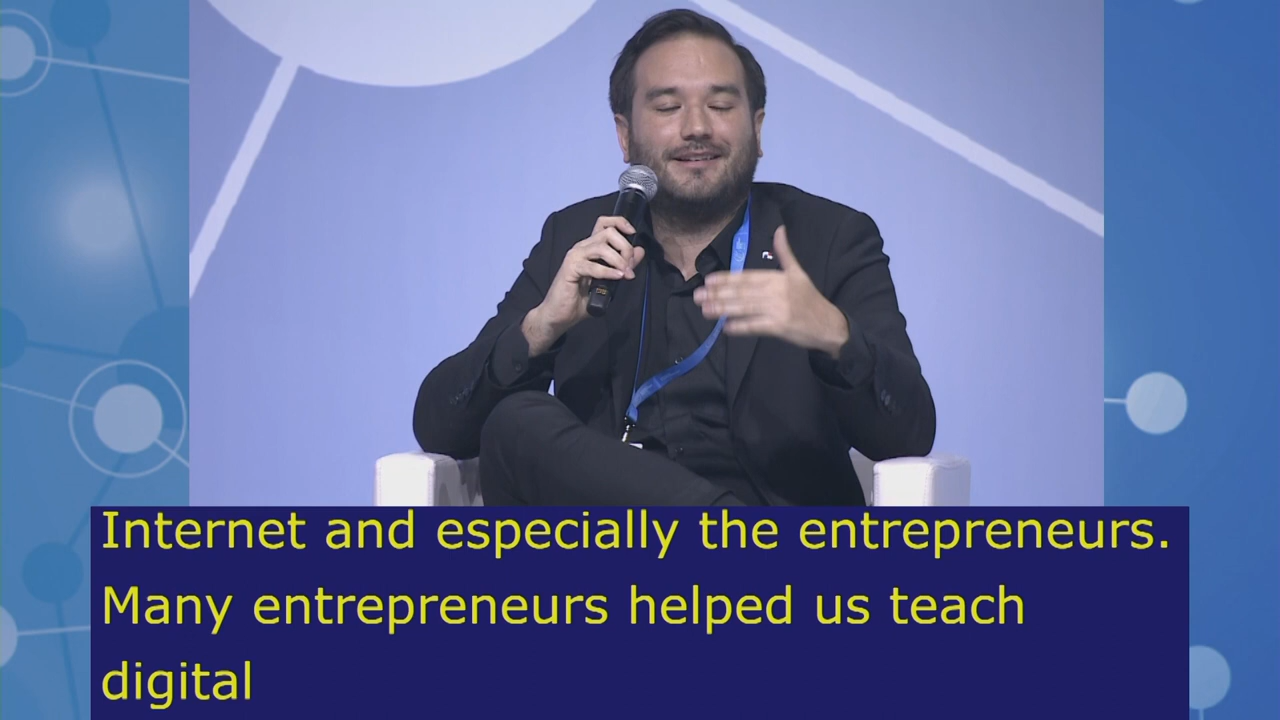 Internet and especially the entrepreneurs.
Many entrepreneurs helped us teach
digital